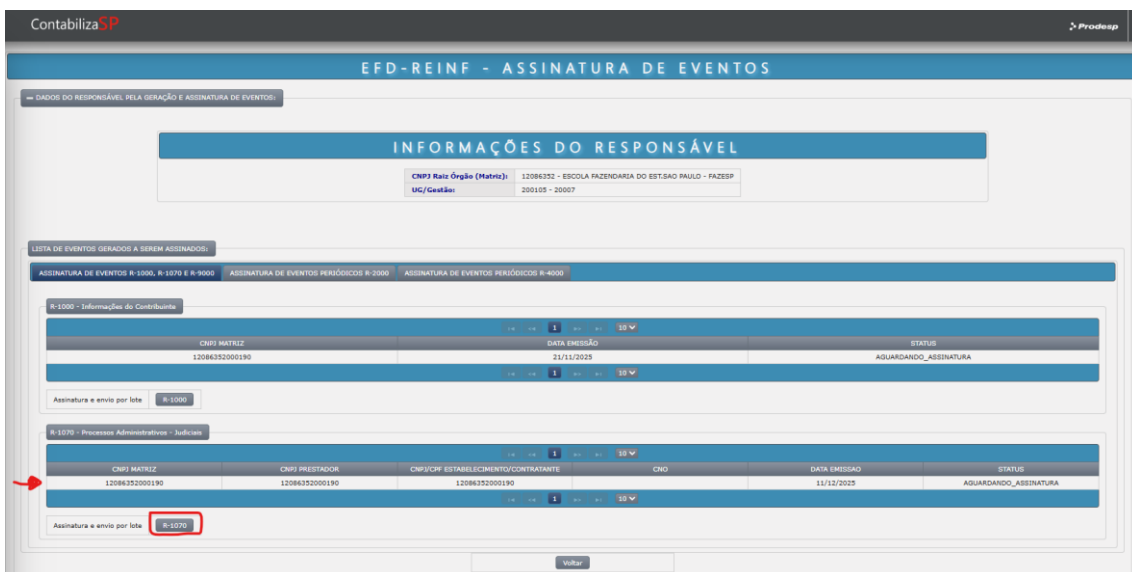 ContabilizaSP
Prodesp
EFD-REINF - ASSINATURA DE EVENTOS
DADOS DO RESPONSÁVEL PELA GERAÇÃO E ASSINATURA DE EVENTOS:
INFORMAÇÕES DO RESPONSÁVEL
CNPJ Raiz Órgão (Matriz): 12086352 - ESCOLA FAZENDARIA DO EST.SAO PAULO - FAZESP
UG/Gestão: 200105 - 20007
LISTA DE EVENTOS GERADOS A SEREM ASSINADOS:
ASSINATURA DE EVENTOS R-1000, R-1070 E R-9000 ASSINATURA DE EVENTOS PERIÓDICOS R-2000 ASSINATURA DE EVENTOS PERIÓDICOS R-4000
R-1000 - Informações do Contribuinte
1 10
CNPJ MATRIZ DATA EMISSÃO STATUS
12086352000190 21/11/2025 AGUARDANDO_ASSINATURA
1 10
Assinatura e envio por lote R-1000
R-1070 - Processos Administrativos - Judiciais
1 10
CNPJ MATRIZ CNPJ PRESTADOR CNPJ/CPF ESTABELECIMENTO/CONTRATANTE CNO DATA EMISSAO STATUS
12086352000190 12086352000190 12086352000190 11/12/2025 AGUARDANDO_ASSINATURA
1 10
Assinatura e envio por lote R-1070
Voltar